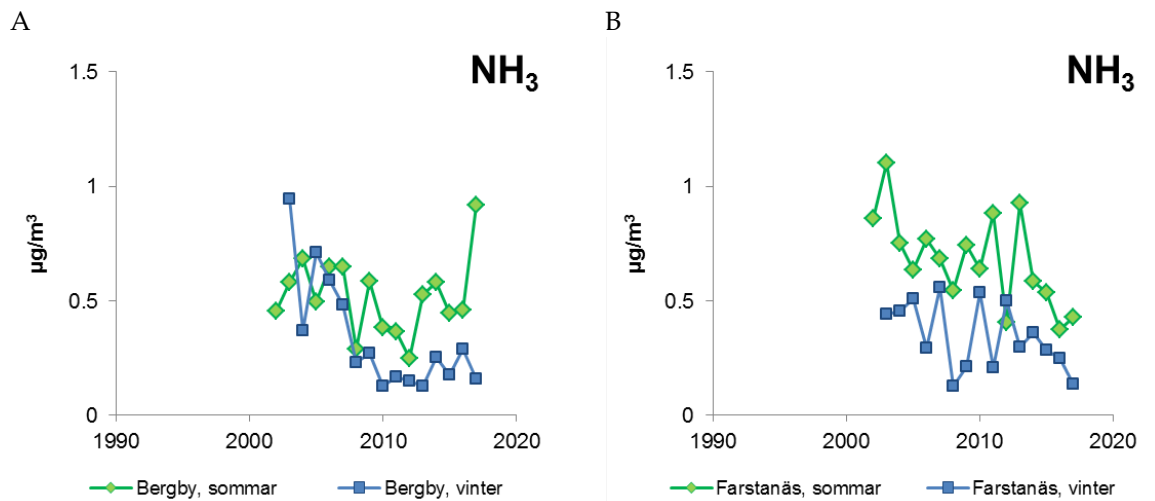 A
NH3
1.5
1
0.5
0
µg/m³
1990
2000
2010
2020
Bergby, sommar
Bergby, vinter
B
NH3
1.5
1
0.5
0
µg/m³
1990
2000
2010
2020
Farstanäs, sommar
Farstanäs, vinter